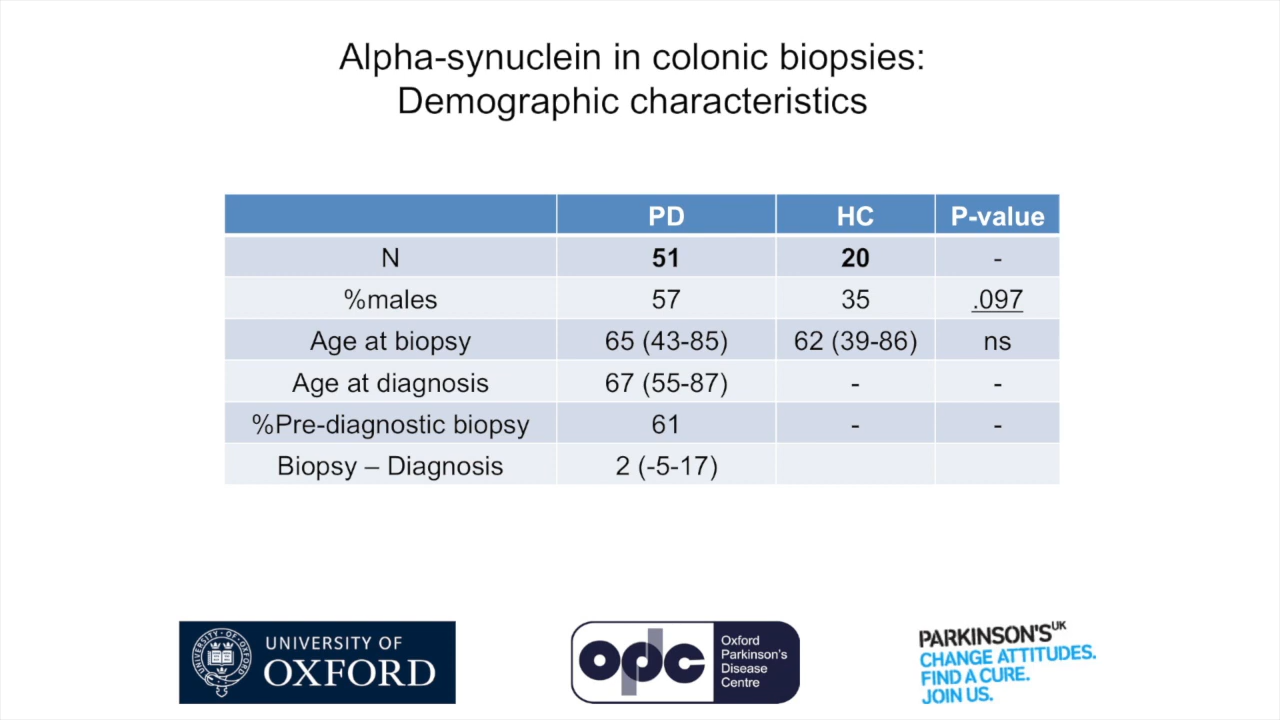 Alpha-synuclein in colonic biopsies:
Demographic characteristics
PD HC P-value
N 51 20 -
%males 57 35 .097
Age at biopsy 65 (43-85) 62 (39-86) ns
Age at diagnosis 67 (55-87) - -
%Pre-diagnostic biopsy 61 - -
Biopsy – Diagnosis 2 (-5-17)
UNIVERSITY OF
OXFORD
opdc
Oxford
Parkinson's
Disease
Centre
PARKINSON'S UK
CHANGE ATTITUDES.
FIND A CURE.
JOIN US.